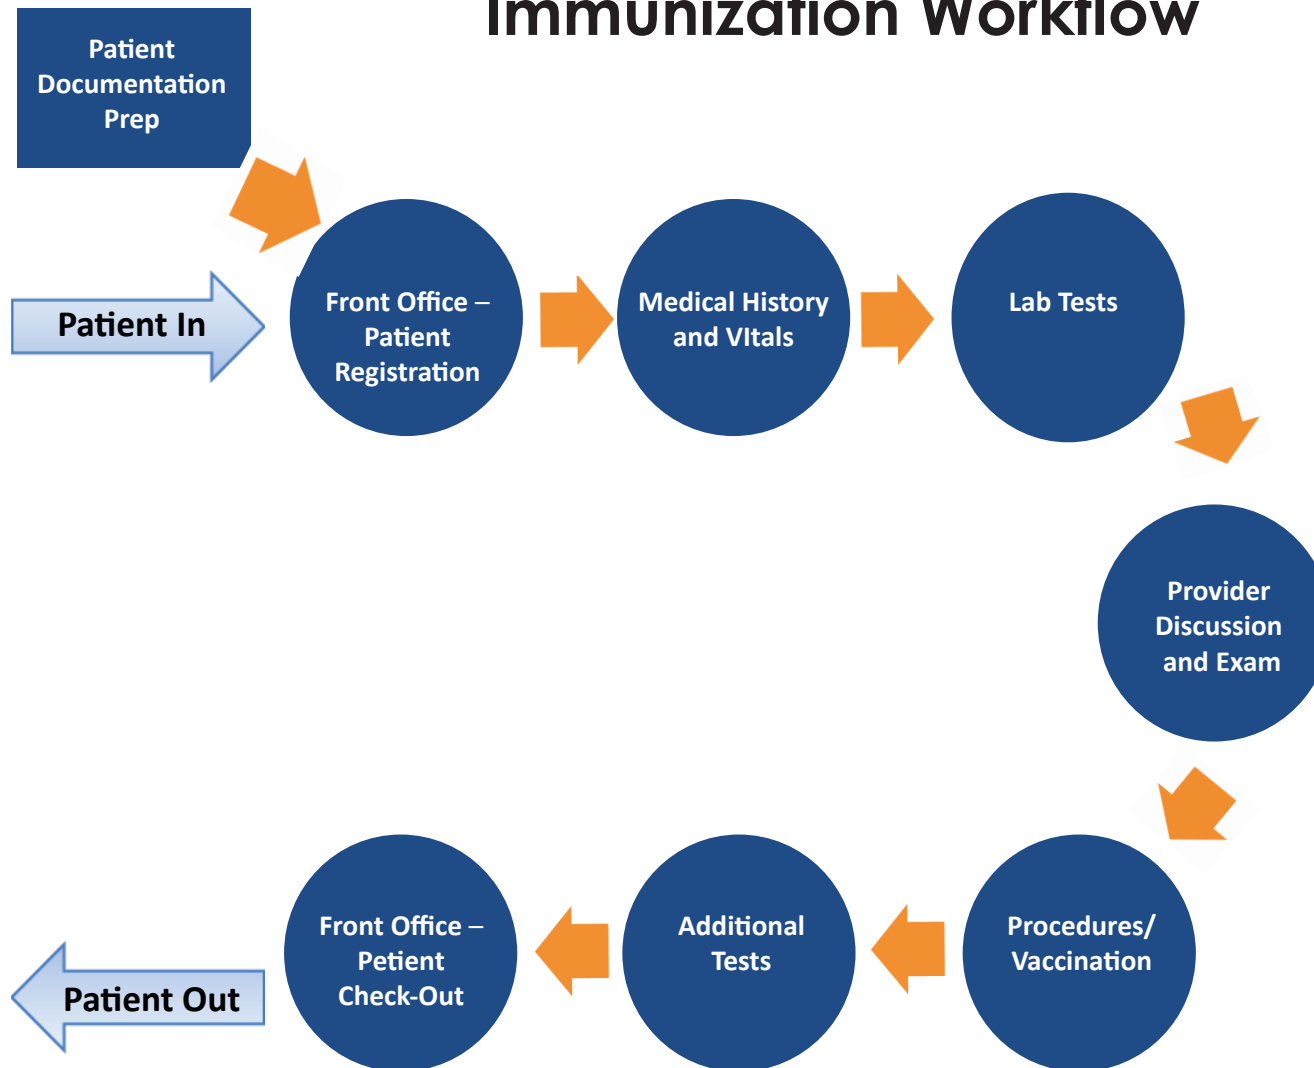 Immunization Workflow
Patient
Documentation
Prep
Patient In
Front Office –
Patient
Registration
Medical History
and VItals
Lab Tests
Provider
Discussion
and Exam
Procedures/
Vaccination
Additional
Tests
Front Office –
Petient
Check-Out
Patient Out